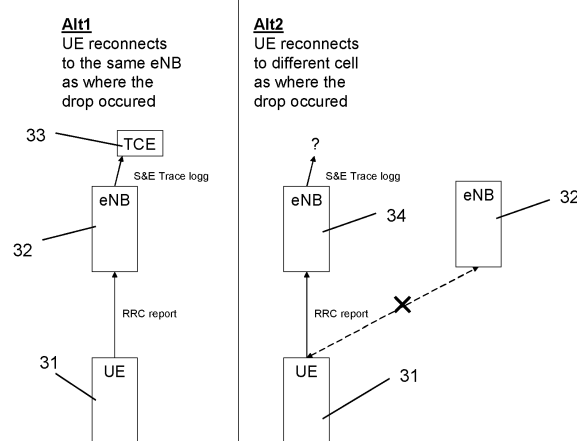 Alt1
UE reconnects
to the same eNB
as where the
drop occured
33
TCE
S&E Trace logg
eNB
32
RRC report
31
UE
Alt2
UE reconnects
to different cell
as where the
drop occured
?
S&E Trace logg
eNB
34
eNB
32
RRC report
UE
31